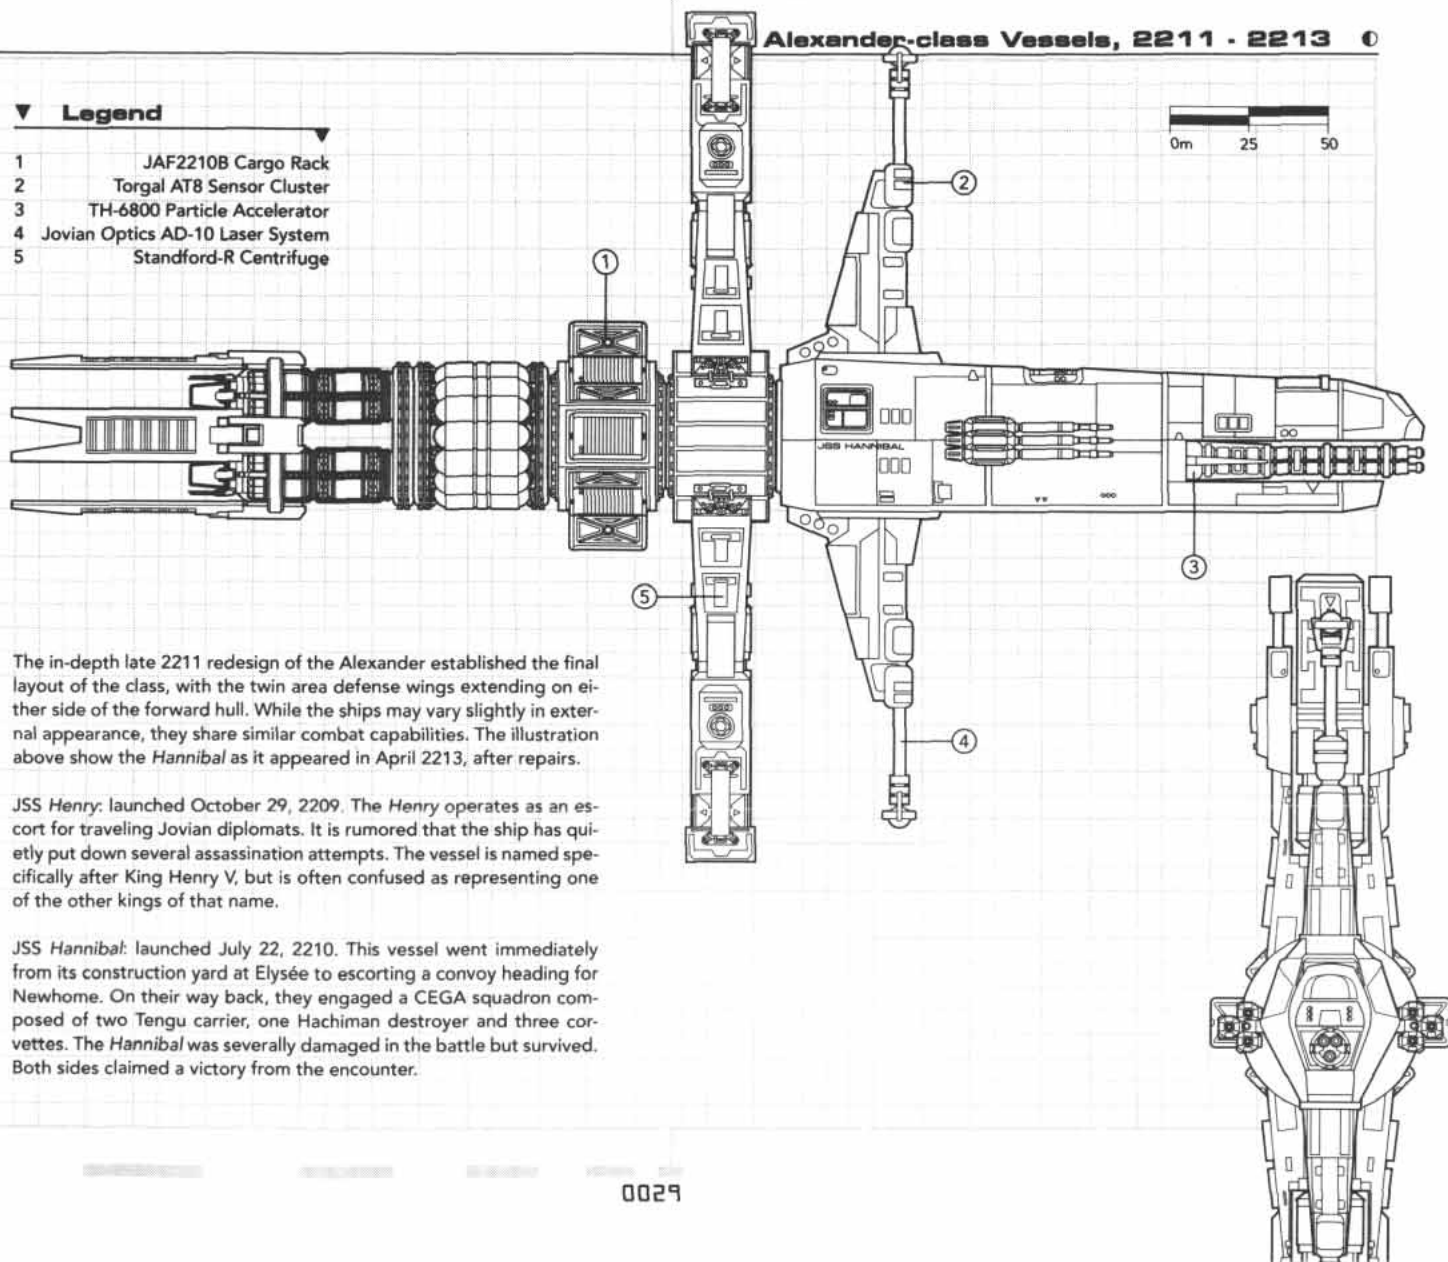 Alexander-class Vessels, 2211 - 2213
Legend
1 JAF2210B Cargo Rack
2 Torgal AT8 Sensor Cluster
3 TH-6800 Particle Accelerator
4 Jovian Optics AD-10 Laser System
5 Standford-R Centrifuge
0m 25 50
1
2
JSS HANNIBAL
3
5
4
The in-depth late 2211 redesign of the Alexander established the final
layout of the class, with the twin area defense wings extending on ei-
ther side of the forward hull. While the ships may vary slightly in exter-
nal appearance, they share similar combat capabilities. The illustration
above show the Hannibal as it appeared in April 2213, after repairs.
JSS Henry: launched October 29, 2209. The Henry operates as an es-
cort for traveling Jovian diplomats. It is rumored that the ship has qui-
etly put down several assassination attempts. The vessel is named spe-
cifically after King Henry V, but is often confused as representing one
of the other kings of that name.
JSS Hannibal: launched July 22, 2210. This vessel went immediately
from its construction yard at Elysée to escorting a convoy heading for
Newhome. On their way back, they engaged a CEGA squadron com-
posed of two Tengu carrier, one Hachiman destroyer and three cor-
vettes. The Hannibal was severally damaged in the battle but survived.
Both sides claimed a victory from the encounter.
0029